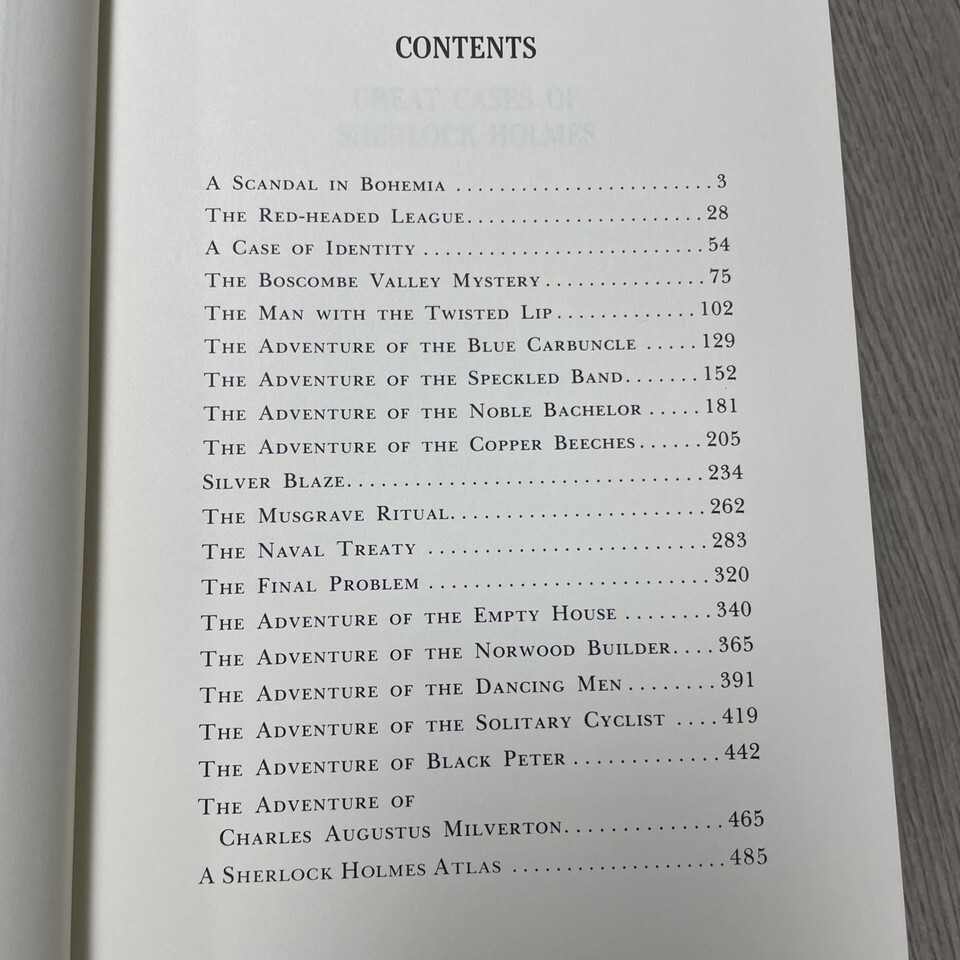 CONTENTS
GREAT CASES OF
SHERLOCK HOLMES
A SCANDAL IN BOHEMIA ........................ 3
THE RED-HEADED LEAGUE...................... 28
A CASE OF IDENTITY .......................... 54
THE BOSCOMBE VALLEY MYSTERY............... 75
THE MAN WITH THE TWISTED LIP............. 102
THE ADVENTURE OF THE BLUE CARBUNCLE ..... 129
THE ADVENTURE OF THE SPECKLED BAND....... 152
THE ADVENTURE OF THE NOBLE BACHELOR ..... 181
THE ADVENTURE OF THE COPPER BEECHES...... 205
SILVER BLAZE................................. 234
THE MUSGRAVE RITUAL........................ 262
THE NAVAL TREATY .......................... 283
THE FINAL PROBLEM .......................... 320
THE ADVENTURE OF THE EMPTY HOUSE ........ 340
THE ADVENTURE OF THE NORWOOD BUILDER.... 365
THE ADVENTURE OF THE DANCING MEN ........ 391
THE ADVENTURE OF THE SOLITARY CYCLIST .... 419
THE ADVENTURE OF BLACK PETER ............. 442
THE ADVENTURE OF
CHARLES AUGUSTUS MILVERTON............... 465
A SHERLOCK HOLMES ATLAS .................... 485